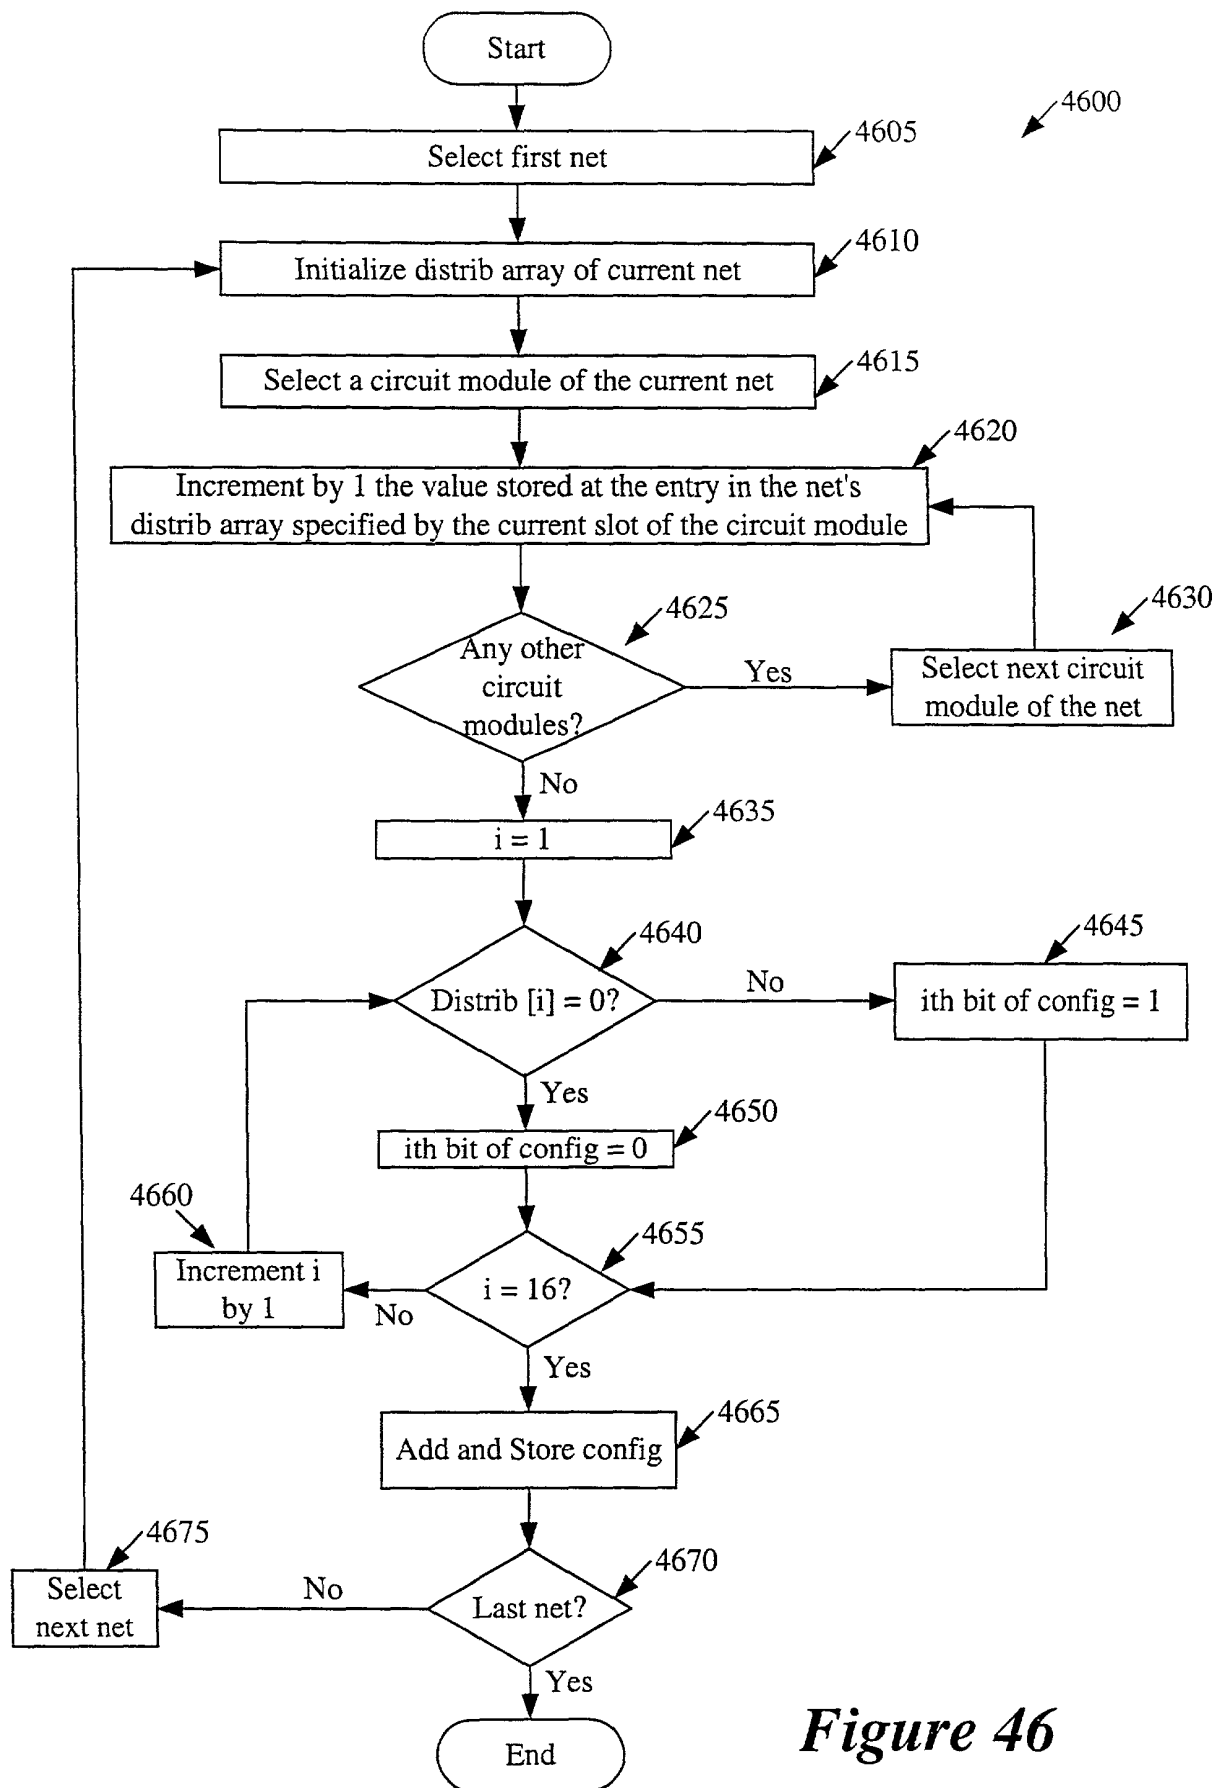 Start
4600
4605
Select first net
4610
Initialize distrib array of current net
4615
Select a circuit module of the current net
4620
Increment by 1 the value stored at the entry in the net's
distrib array specified by the current slot of the circuit module
4625
4630
Any other
circuit
modules?
Yes
Select next circuit
module of the net
No
4635
i = 1
4640
4645
Distrib [i] = 0?
No
ith bit of config = 1
Yes
4650
ith bit of config = 0
4660
4655
Increment i
by 1
i = 16?
No
Yes
4665
Add and Store config
4675
4670
Select
next net
No
Last net?
Yes
End
Figure 46